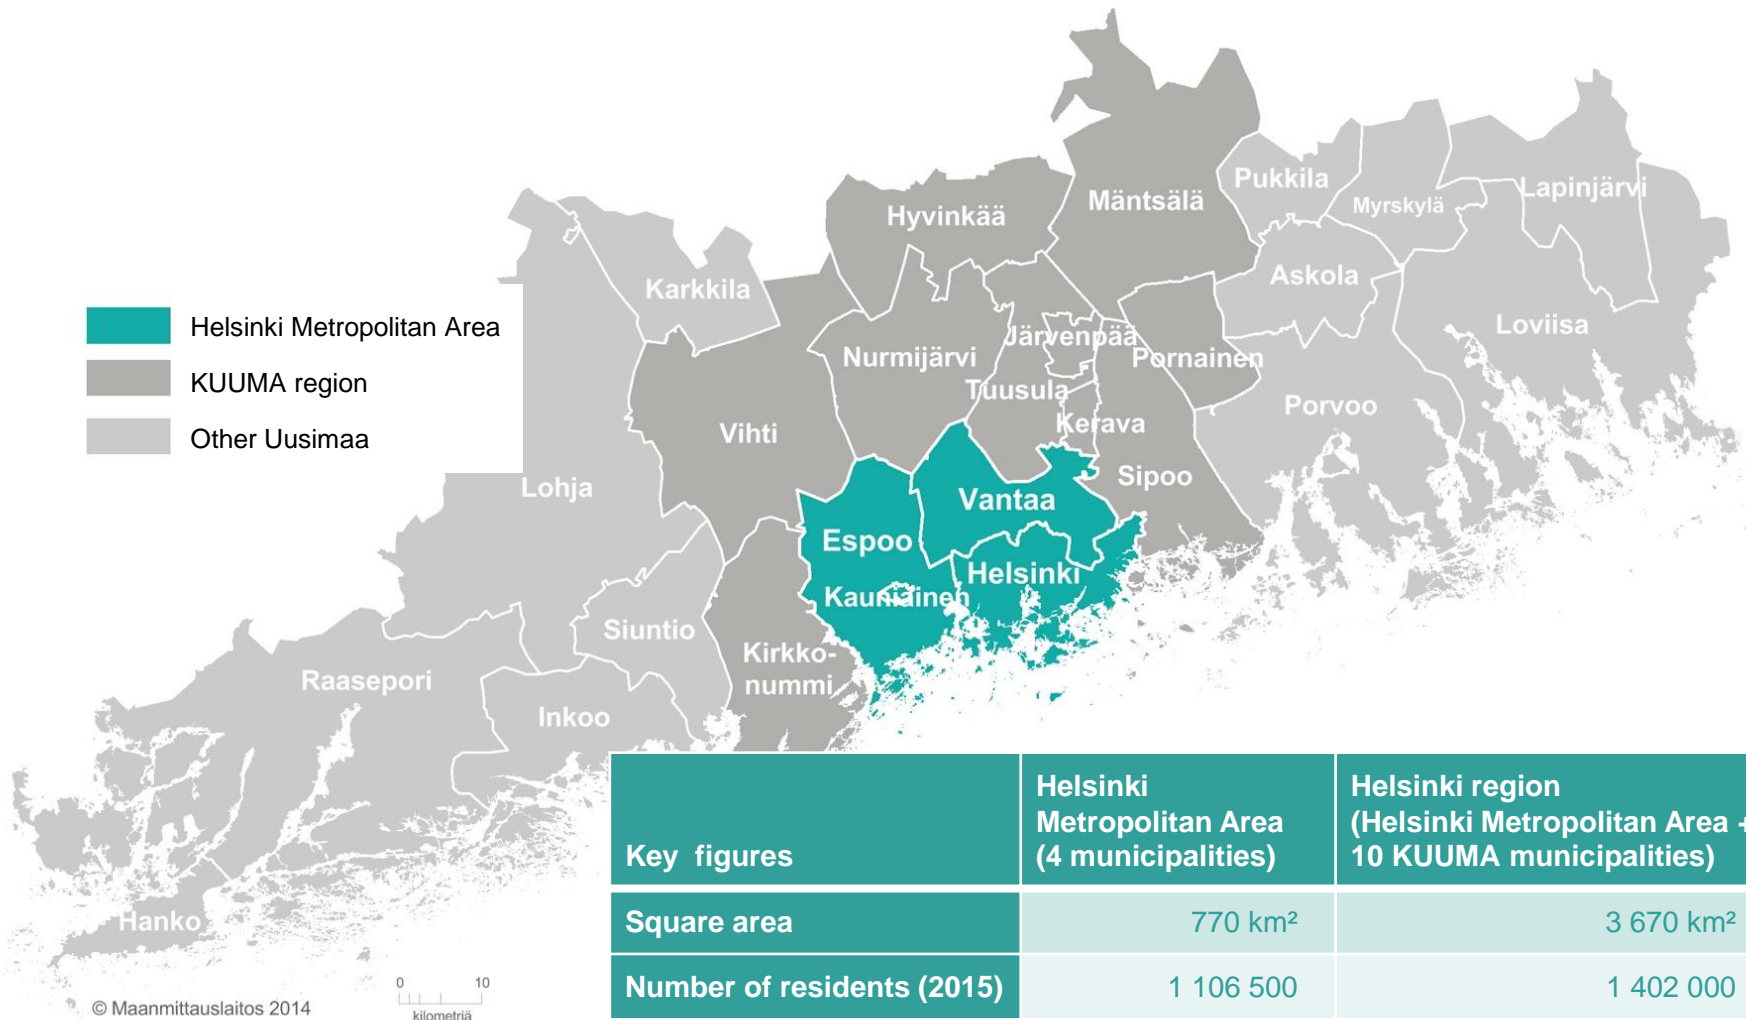 Pukkila
Lapinjärvi
Mäntsälä
Myrskylä
Hyvinkää
Askola
Karkkila
Helsinki Metropolitan Area
KUUMA region
Other Uusimaa
Loviisa
Järvenpää
Nurmijärvi
Pornainen
Tuusula
Porvoo
Kerava
Vihti
Sipoo
Lohja
Vantaa
Espoo
Helsinki
Kauniainen
Siuntio
Kirkko-
nummi
Raasepori
Inkoo
Hanko
© Maanmittauslaitos 2014
0 10
kilometriä
Key figures
Helsinki
Metropolitan Area
(4 municipalities)
Helsinki region
(Helsinki Metropolitan Area +
10 KUUMA municipalities)
Square area 770 km² 3 670 km²
Number of residents (2015) 1 106 500 1 402 000